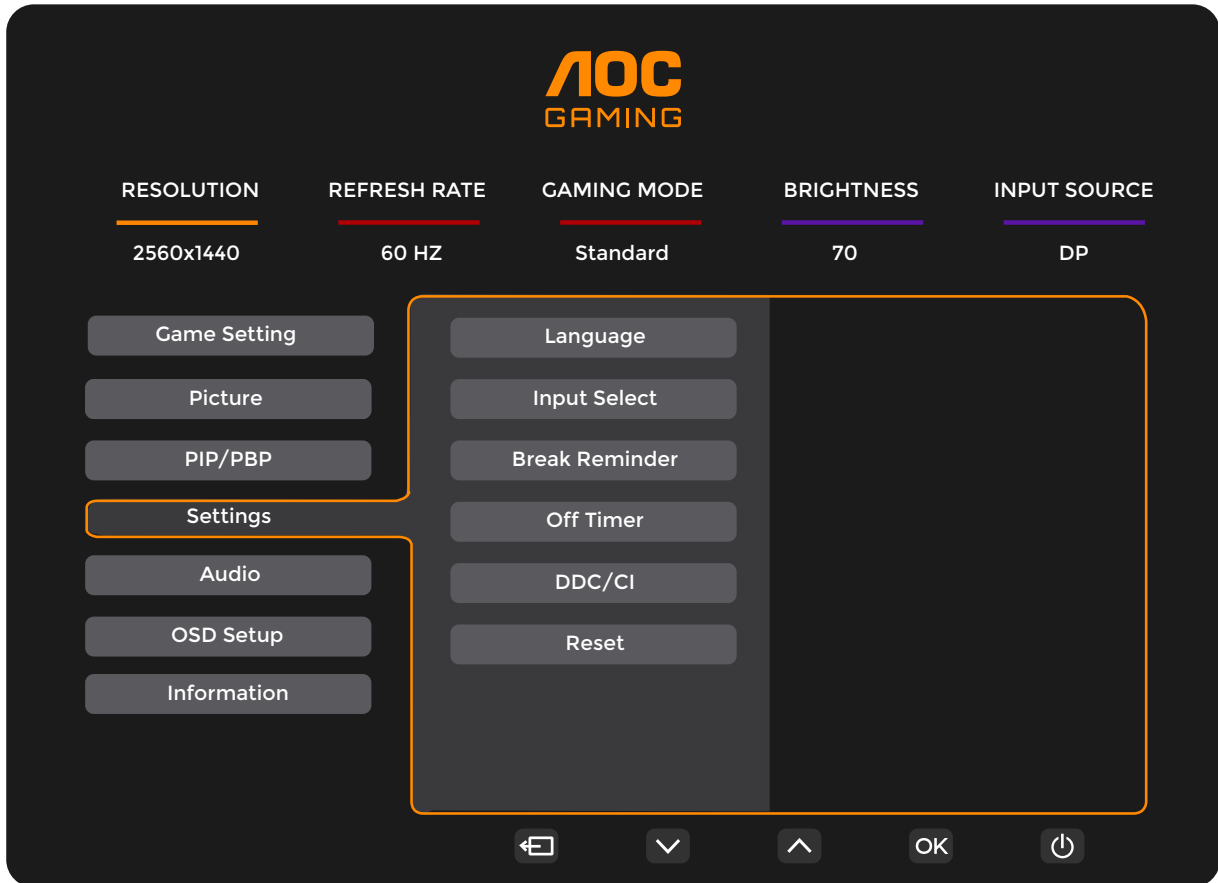 AOC
GAMING
RESOLUTION REFRESH RATE GAMING MODE BRIGHTNESS INPUT SOURCE
2560x1440 60 HZ Standard 70 DP
Game Setting
Picture
PIP/PBP
Settings
Audio
OSD Setup
Information
Language
Input Select
Break Reminder
Off Timer
DDC/CI
Reset
OK